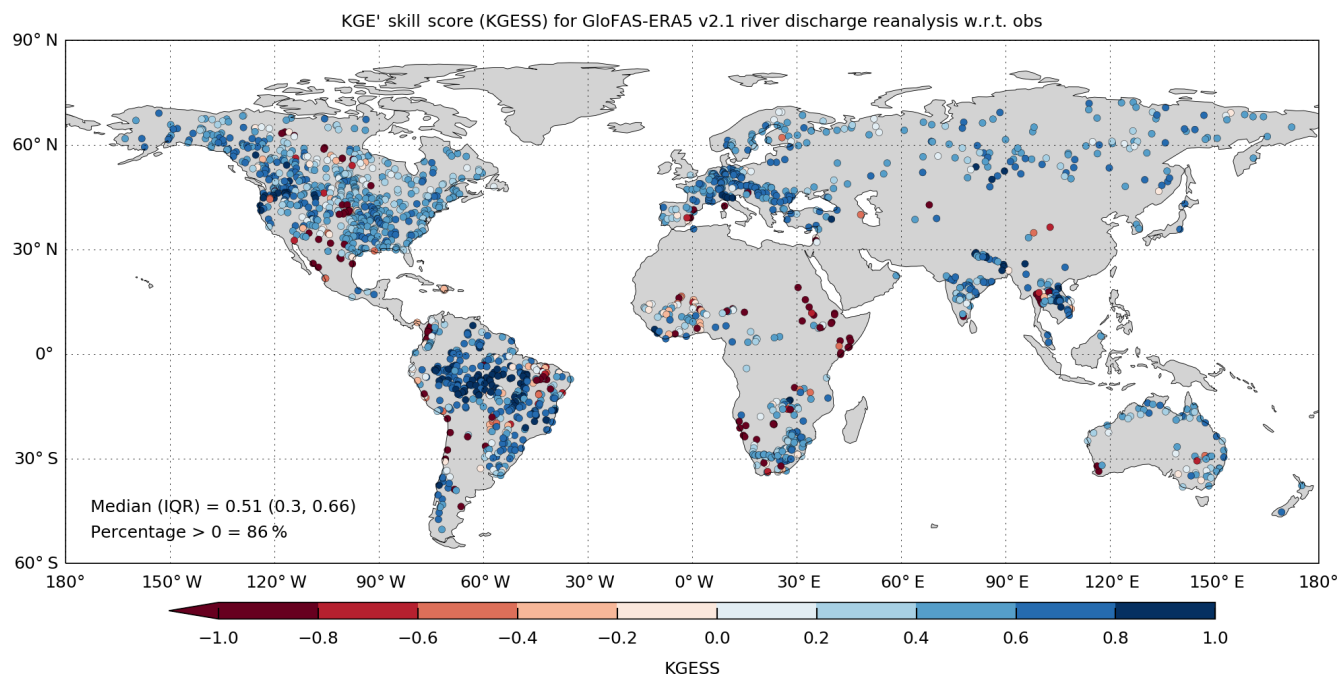 KGE' skill score (KGESS) for GloFAS-ERA5 v2.1 river discharge reanalysis w.r.t. obs
90° N
60° N
30° N
0°
30° S
60° S
Median (IQR) = 0.51 (0.3, 0.66)
Percentage > 0 = 86 %
180° 150° W 120° W 90° W 60° W 30° W 0° W 30° E 60° E 90° E 120° E 150° E 180°
−1.0 −0.8 −0.6 −0.4 −0.2 0.0 0.2 0.4 0.6 0.8 1.0
KGESS